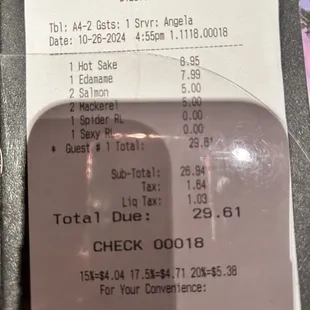 Tbl: A4-2 Gsts: 1 Srvr: Angela
Date: 10-26-2024 4:55pm 1.1118.00018
1 Hot Sake 8.95
1 Edamame 7.99
2 Salmon 5.00
2 Mackerel 5.00
1 Spider RL 0.00
1 Sexy RL 0.00
* Guest # 1 Total: 29.61
Sub-Total: 26.94
Tax: 1.64
Liq Tax: 1.03
Total Due: 29.61
CHECK 00018
15%=$4.04 17.5%=$4.71 20%=$5.38
For Your Convenience: